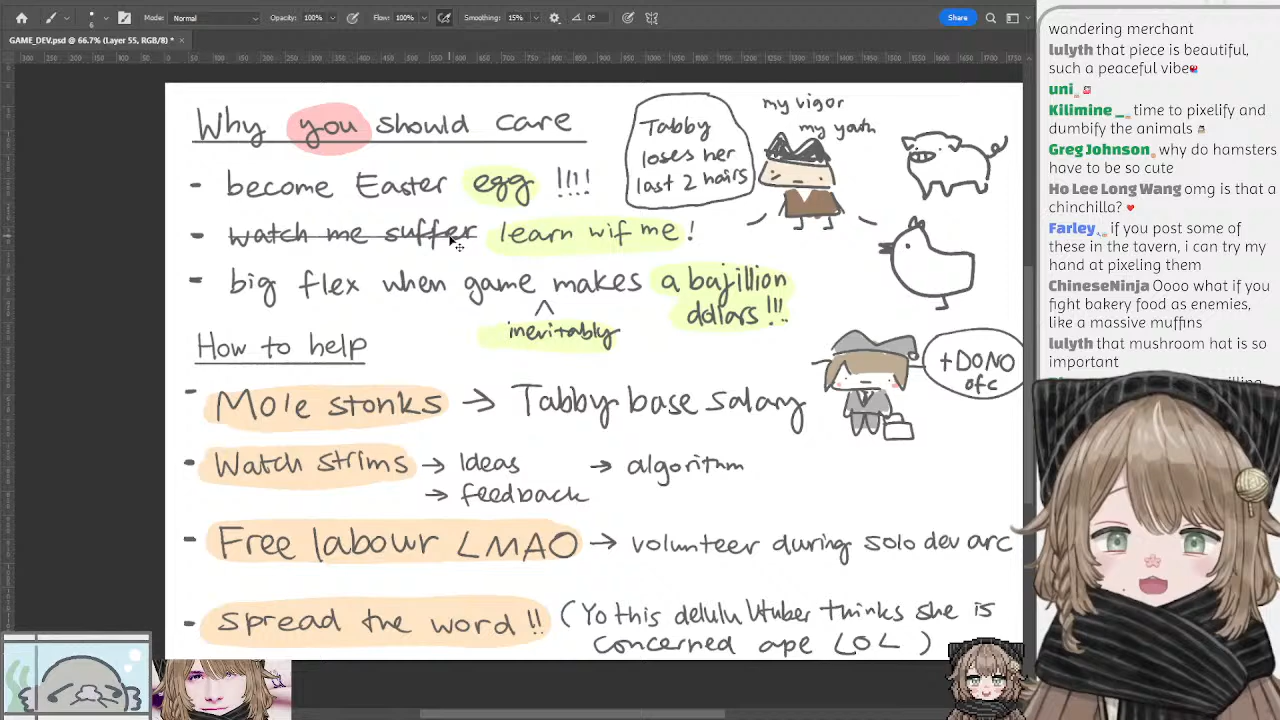 Mode: Normal Opacity: 100% Flow: 100% Smoothing: 15% 0° Share
6
GAME_DEV.psd @ 66.7% (Layer 55, RGB/8) * ×
Why you should care
- become Easter egg !!!!
- watch me suffer learn wif me !
- big flex when game makes a bajillion dollars !!!
^
inevitably
Tabby
loses her
last 2 hairs
my vigor
my yath
How to help
- Mole stonks → Tabby base salary
+ DONO
ofc
- Watch strims → Ideas → algorithm
→ feedback
- Free labour LMAO → volunteer during solo dev arc
- spread the word !! ( Yo this delulu Vtuber thinks she is
concerned ape LOL )
wandering merchant
lulyth that piece is beautiful,
such a peaceful vibe
uni
Kilimine _ time to pixelify and
dumbify the animals
Greg Johnson why do hamsters
have to be so cute
Ho Lee Long Wang omg is that a
chinchilla?
Farley if you post some of
these in the tavern, i can try my
hand at pixeling them
ChineseNinja Oooo what if you
fight bakery food as enemies,
like a massive muffins
lulyth that mushroom hat is so
important